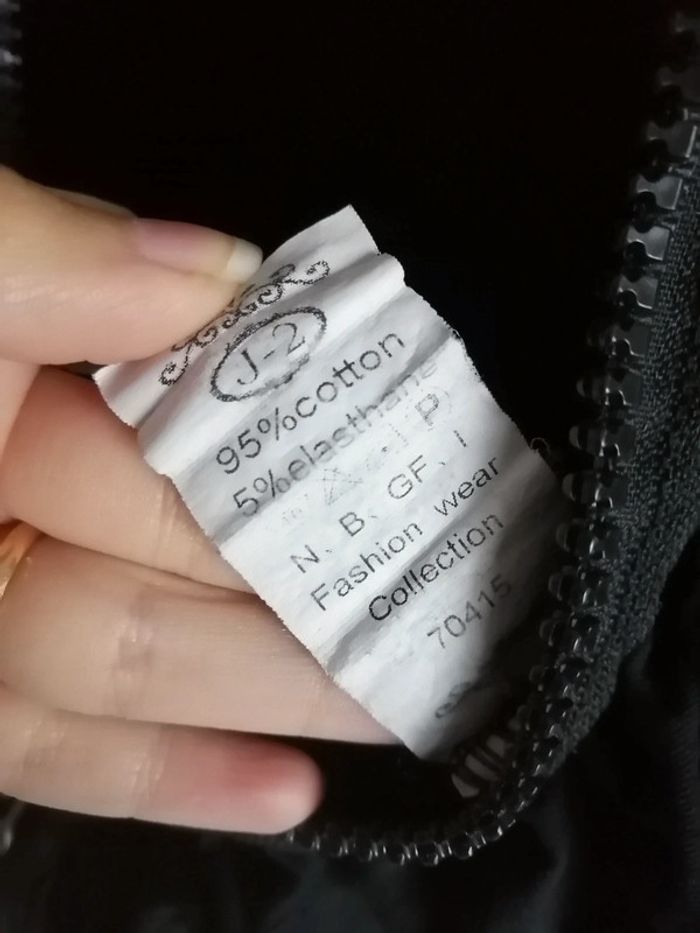 J-2
95%cotton
5%elasthane
P
N、B、GF、I
Fashion wear
Collection
70415